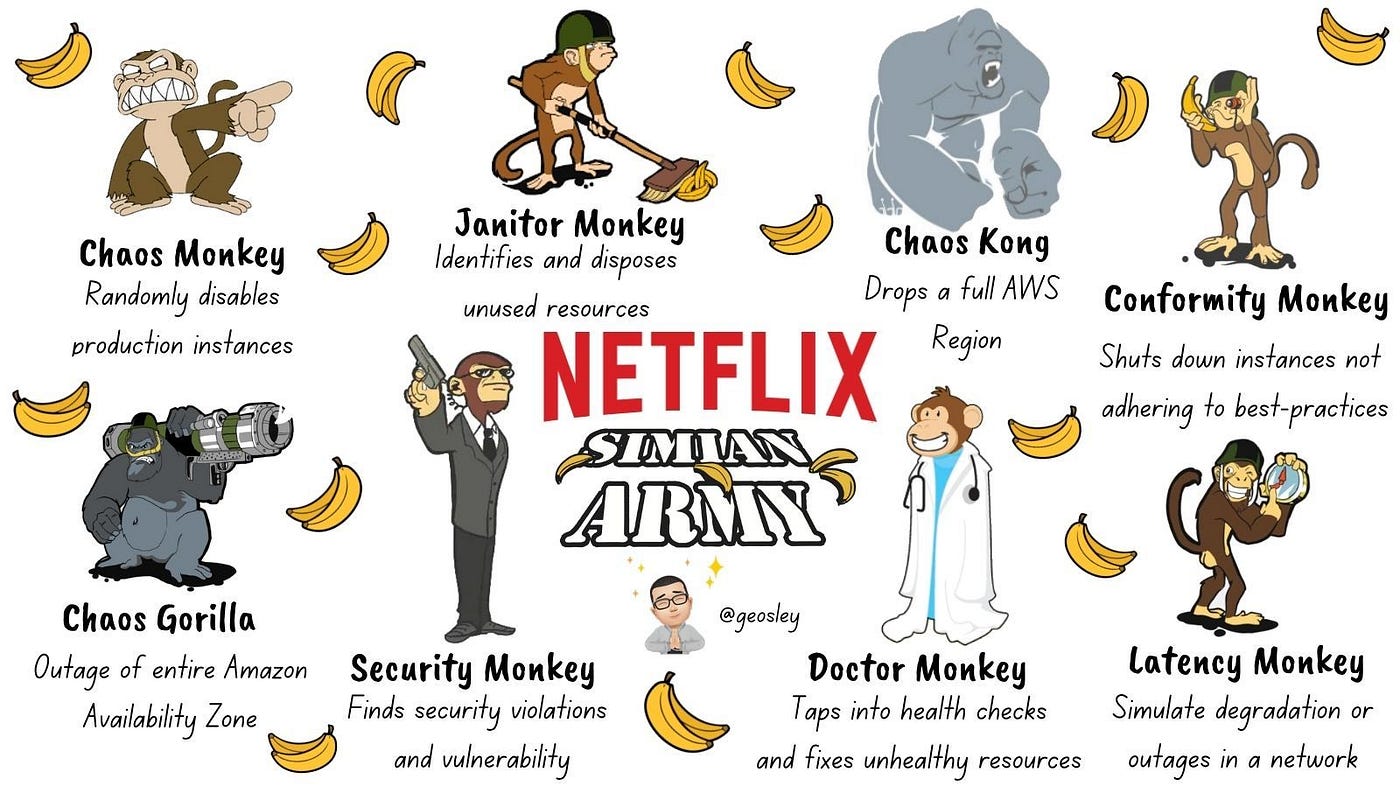 Chaos Monkey
Randomly disables
production instances
Janitor Monkey
Identifies and disposes
unused resources
Chaos Kong
Drops a full AWS
Region
Conformity Monkey
Shuts down instances not
adhering to best-practices
NETFLIX
SIMIAN
ARMY
@geosley
Chaos Gorilla
Outage of entire Amazon
Availability Zone
Security Monkey
Finds security violations
and vulnerability
Doctor Monkey
Taps into health checks
and fixes unhealthy resources
Latency Monkey
Simulate degradation or
outages in a network